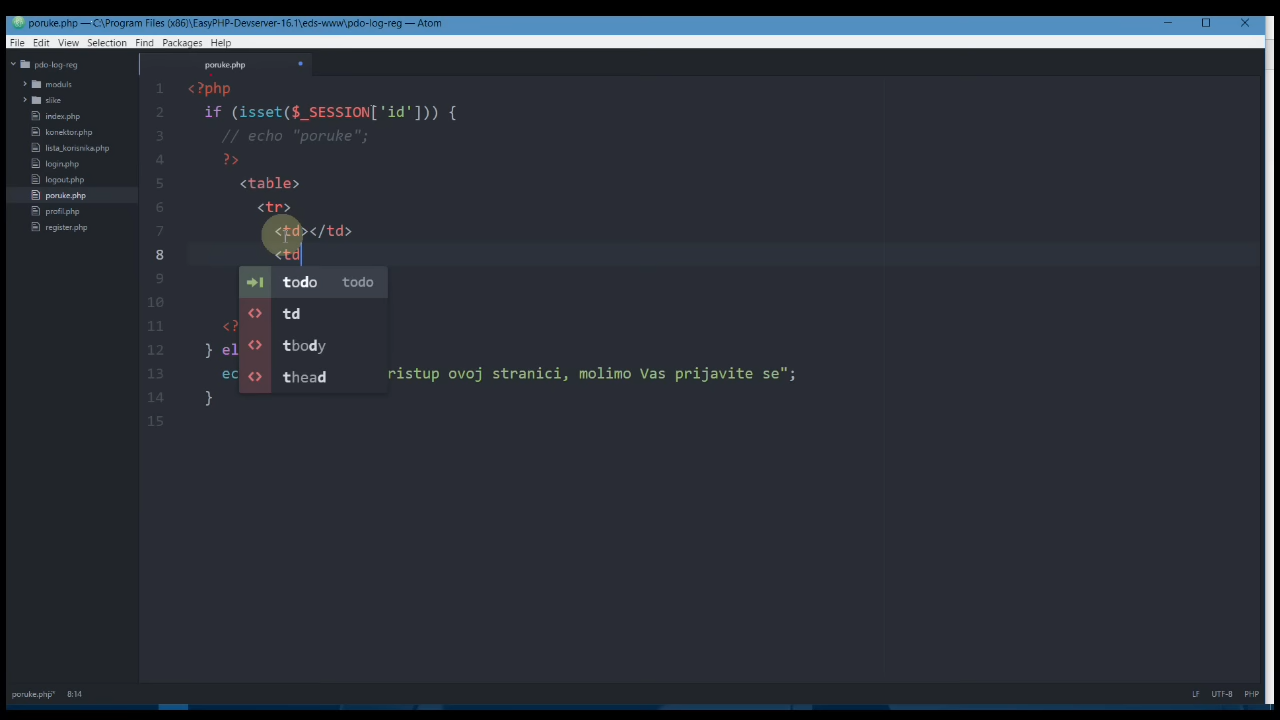 poruke.php — C:\Program Files (x86)\EasyPHP-Devserver-16.1\eds-www\pdo-log-reg — Atom
File Edit View Selection Find Packages Help
pdo-log-reg
moduls
slike
index.php
konektor.php
lista_korisnika.php
login.php
logout.php
poruke.php
profil.php
register.php
poruke.php
1 <?php
2 if (isset($_SESSION['id'])) {
3 // echo "poruke";
4 ?>
5 <table>
6 <tr>
7 <td></td>
8 <td
9
10
11 <?
12 } el
13 ec ristup ovoj stranici, molimo Vas prijavite se";
14 }
15
todo todo
td
tbody
thead
poruke.php* 8:14
LF UTF-8 PHP